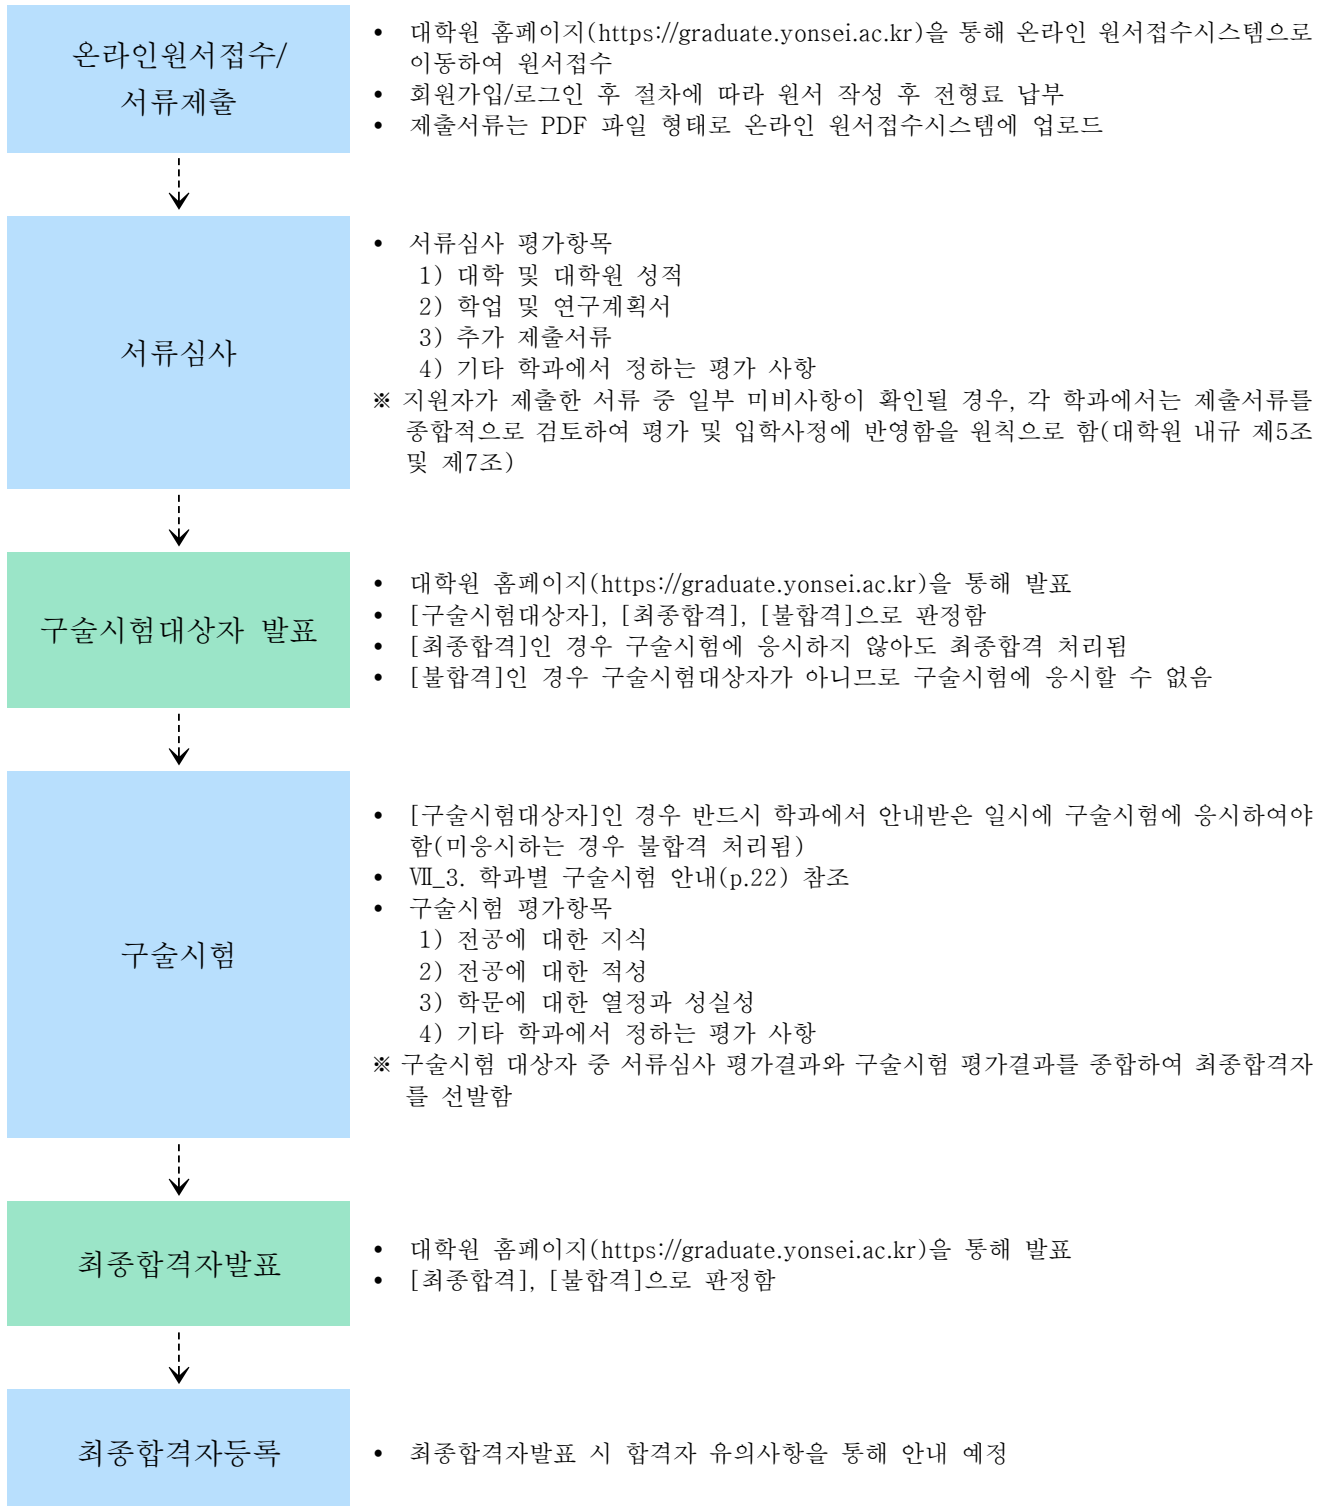 온라인원서접수/
서류제출
• 대학원 홈페이지(https://graduate.yonsei.ac.kr)을 통해 온라인 원서접수시스템으로
이동하여 원서접수
• 회원가입/로그인 후 절차에 따라 원서 작성 후 전형료 납부
• 제출서류는 PDF 파일 형태로 온라인 원서접수시스템에 업로드
서류심사
• 서류심사 평가항목
1) 대학 및 대학원 성적
2) 학업 및 연구계획서
3) 추가 제출서류
4) 기타 학과에서 정하는 평가 사항
※ 지원자가 제출한 서류 중 일부 미비사항이 확인될 경우, 각 학과에서는 제출서류를
종합적으로 검토하여 평가 및 입학사정에 반영함을 원칙으로 함(대학원 내규 제5조
및 제7조)
구술시험대상자 발표
• 대학원 홈페이지(https://graduate.yonsei.ac.kr)을 통해 발표
• [구술시험대상자], [최종합격], [불합격]으로 판정함
• [최종합격]인 경우 구술시험에 응시하지 않아도 최종합격 처리됨
• [불합격]인 경우 구술시험대상자가 아니므로 구술시험에 응시할 수 없음
구술시험
• [구술시험대상자]인 경우 반드시 학과에서 안내받은 일시에 구술시험에 응시하여야
함(미응시하는 경우 불합격 처리됨)
• Ⅶ_3. 학과별 구술시험 안내(p.22) 참조
• 구술시험 평가항목
1) 전공에 대한 지식
2) 전공에 대한 적성
3) 학문에 대한 열정과 성실성
4) 기타 학과에서 정하는 평가 사항
※ 구술시험 대상자 중 서류심사 평가결과와 구술시험 평가결과를 종합하여 최종합격자
를 선발함
최종합격자발표
• 대학원 홈페이지(https://graduate.yonsei.ac.kr)을 통해 발표
• [최종합격], [불합격]으로 판정함
최종합격자등록
• 최종합격자발표 시 합격자 유의사항을 통해 안내 예정